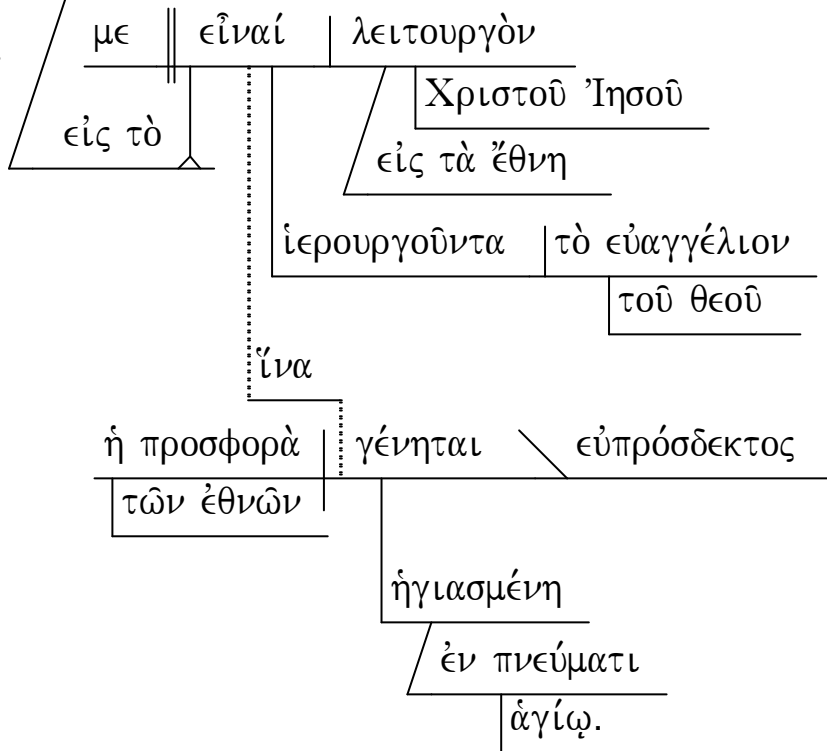 με εἶναί λειτουργὸν
Χριστοῦ Ἰησοῦ
εἰς τὸ
εἰς τὰ ἔθνη
ἱερουργοῦντα τὸ εὐαγγέλιον
τοῦ θεοῦ
ἵνα
ἡ προσφορὰ γένηται εὐπρόσδεκτος
τῶν ἐθνῶν
ἡγιασμένη
ἐν πνεύματι
ἁγίῳ.